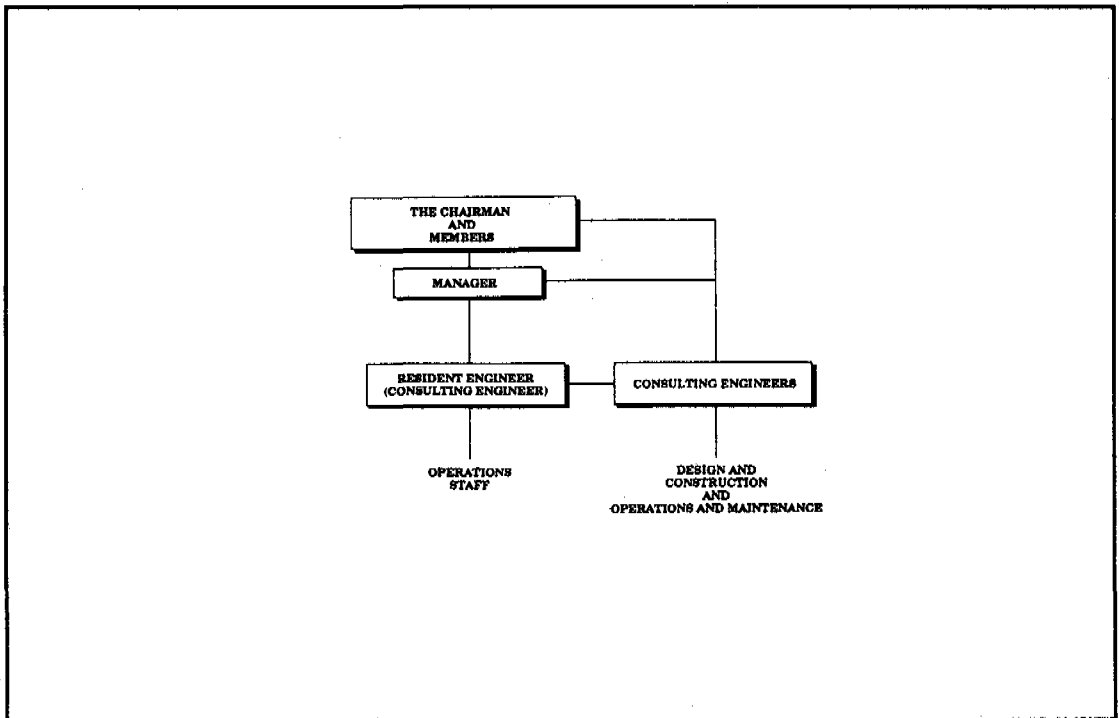 THE CHAIRMAN
AND
MEMBERS
MANAGER
RESIDENT ENGINEER
(CONSULTING ENGINEER)
CONSULTING ENGINEERS
OPERATIONS
STAFF
DESIGN AND
CONSTRUCTION
AND
OPERATIONS AND MAINTENANCE